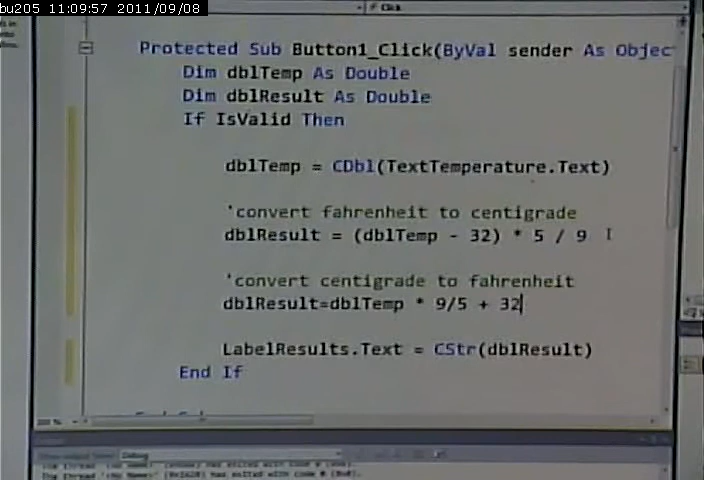 bu205 11:09:57 2011/09/08
Click
Protected Sub Button1_Click(ByVal sender As Objec
Dim dblTemp As Double
Dim dblResult As Double
If IsValid Then
dblTemp = CDbl(TextTemperature.Text)
'convert fahrenheit to centigrade
dblResult = (dblTemp - 32) * 5 / 9
'convert centigrade to fahrenheit
dblResult=dblTemp * 9/5 + 32
LabelResults.Text = CStr(dblResult)
End If
Debug